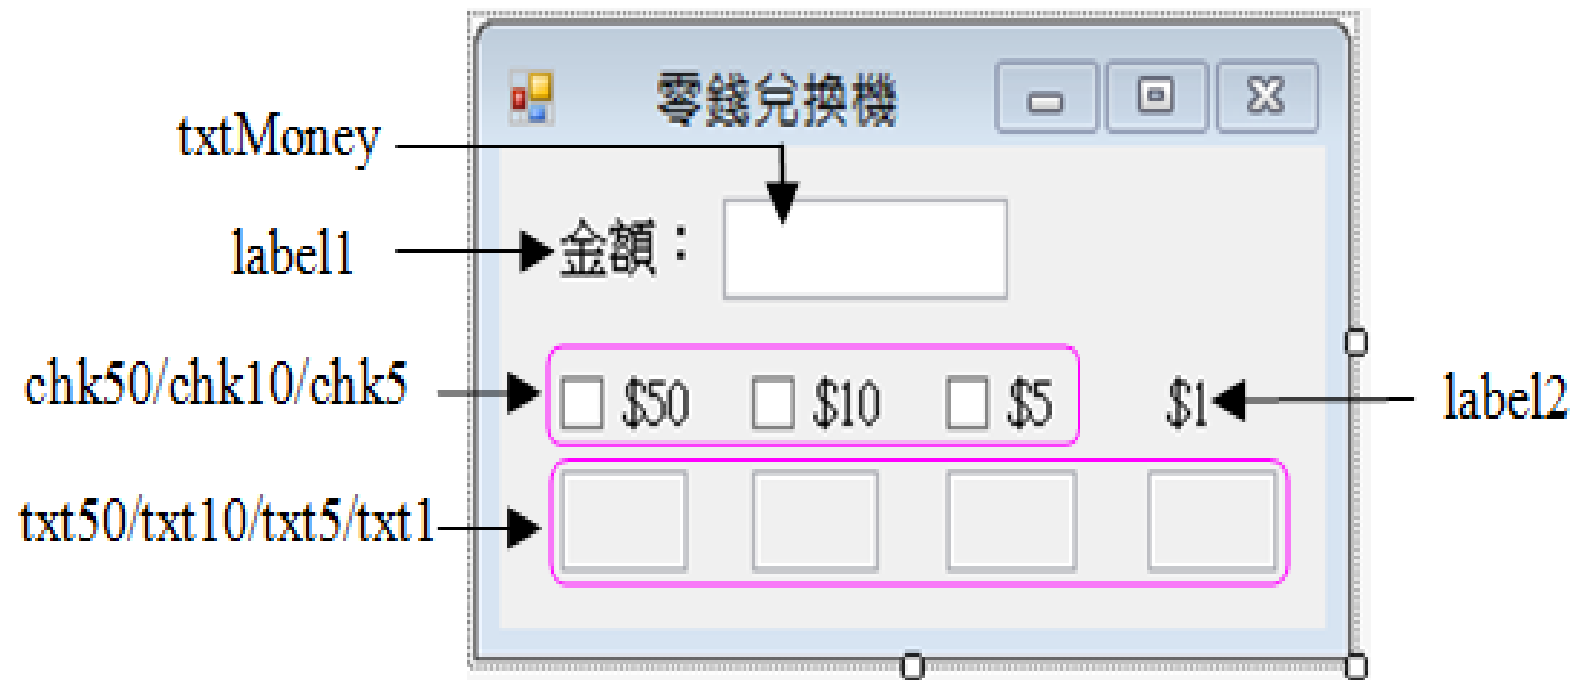 零錢兌換機
txtMoney
label1
金額：
chk50/chk10/chk5
$50 $10 $5 $1
label2
txt50/txt10/txt5/txt1